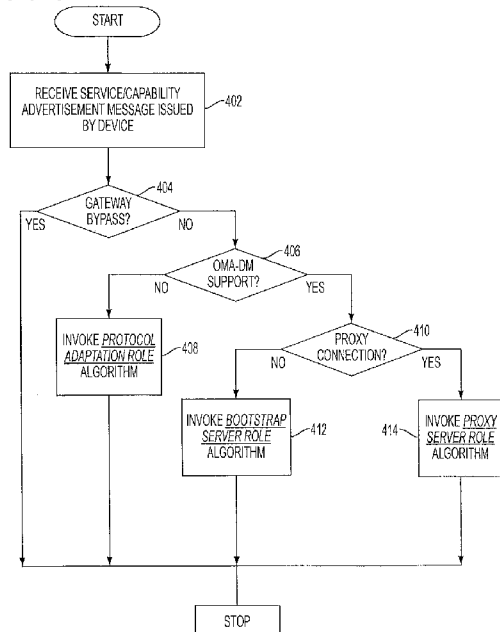 START
RECEIVE SERVICE/CAPABILITY
ADVERTISEMENT MESSAGE ISSUED
BY DEVICE
402
GATEWAY
BYPASS?
404
YES
NO
OMA-DM
SUPPORT?
406
NO
YES
INVOKE PROTOCOL
ADAPTATION ROLE
ALGORITHM
408
PROXY
CONNECTION?
410
NO
YES
INVOKE BOOTSTRAP
SERVER ROLE
ALGORITHM
412
414
INVOKE PROXY
SERVER ROLE
ALGORITHM
STOP